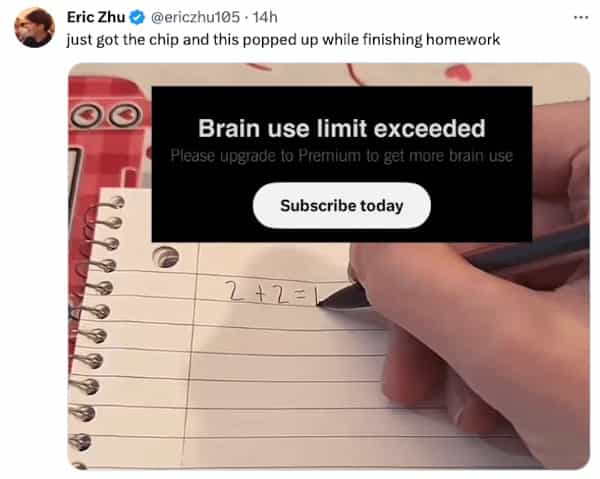 Eric Zhu @ericzhu105 · 14h
just got the chip and this popped up while finishing homework
Brain use limit exceeded
Please upgrade to Premium to get more brain use
Subscribe today
2+2=